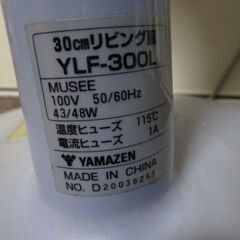 30cmリビング扇
YLF-300L
MUSEE
100V 50/60Hz
43/48W
温度ヒューズ 115℃
電流ヒューズ 1A
YAMAZEN
MADE IN CHINA
NO. D20038253